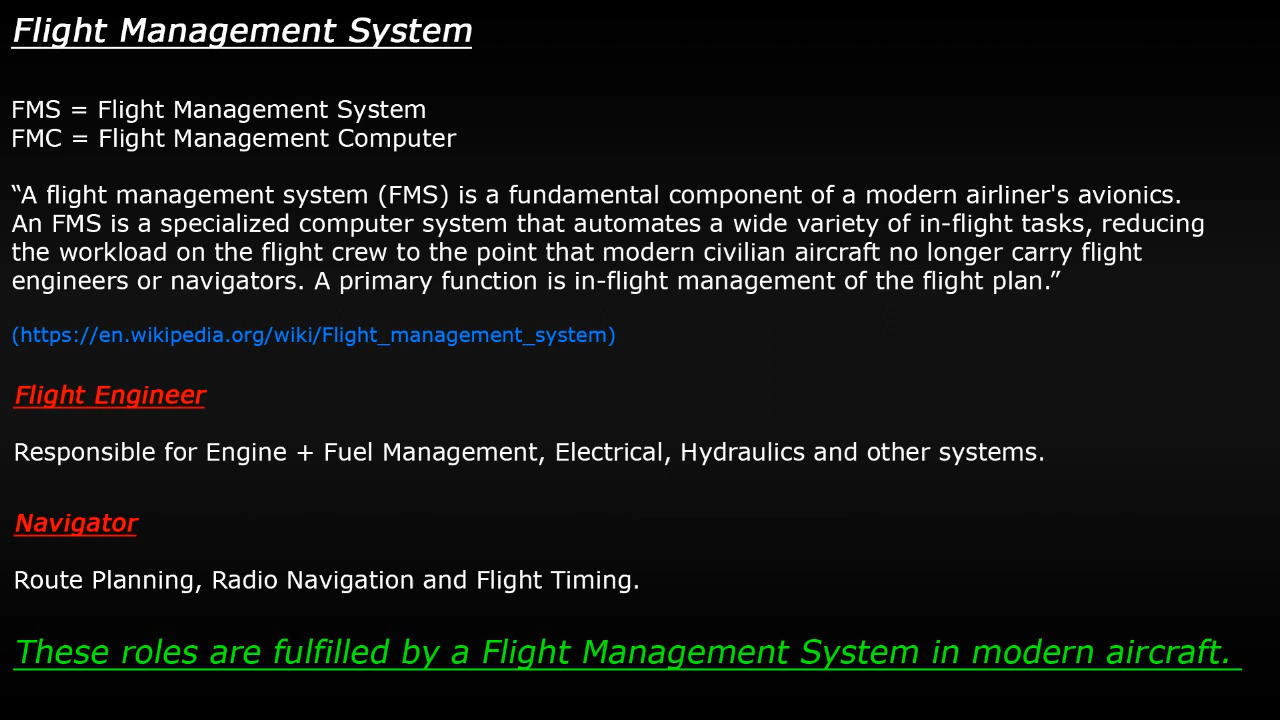 Flight Management System
FMS = Flight Management System
FMC = Flight Management Computer
“A flight management system (FMS) is a fundamental component of a modern airliner's avionics.
An FMS is a specialized computer system that automates a wide variety of in-flight tasks, reducing
the workload on the flight crew to the point that modern civilian aircraft no longer carry flight
engineers or navigators. A primary function is in-flight management of the flight plan.”
(https://en.wikipedia.org/wiki/Flight_management_system)
Flight Engineer
Responsible for Engine + Fuel Management, Electrical, Hydraulics and other systems.
Navigator
Route Planning, Radio Navigation and Flight Timing.
These roles are fulfilled by a Flight Management System in modern aircraft.